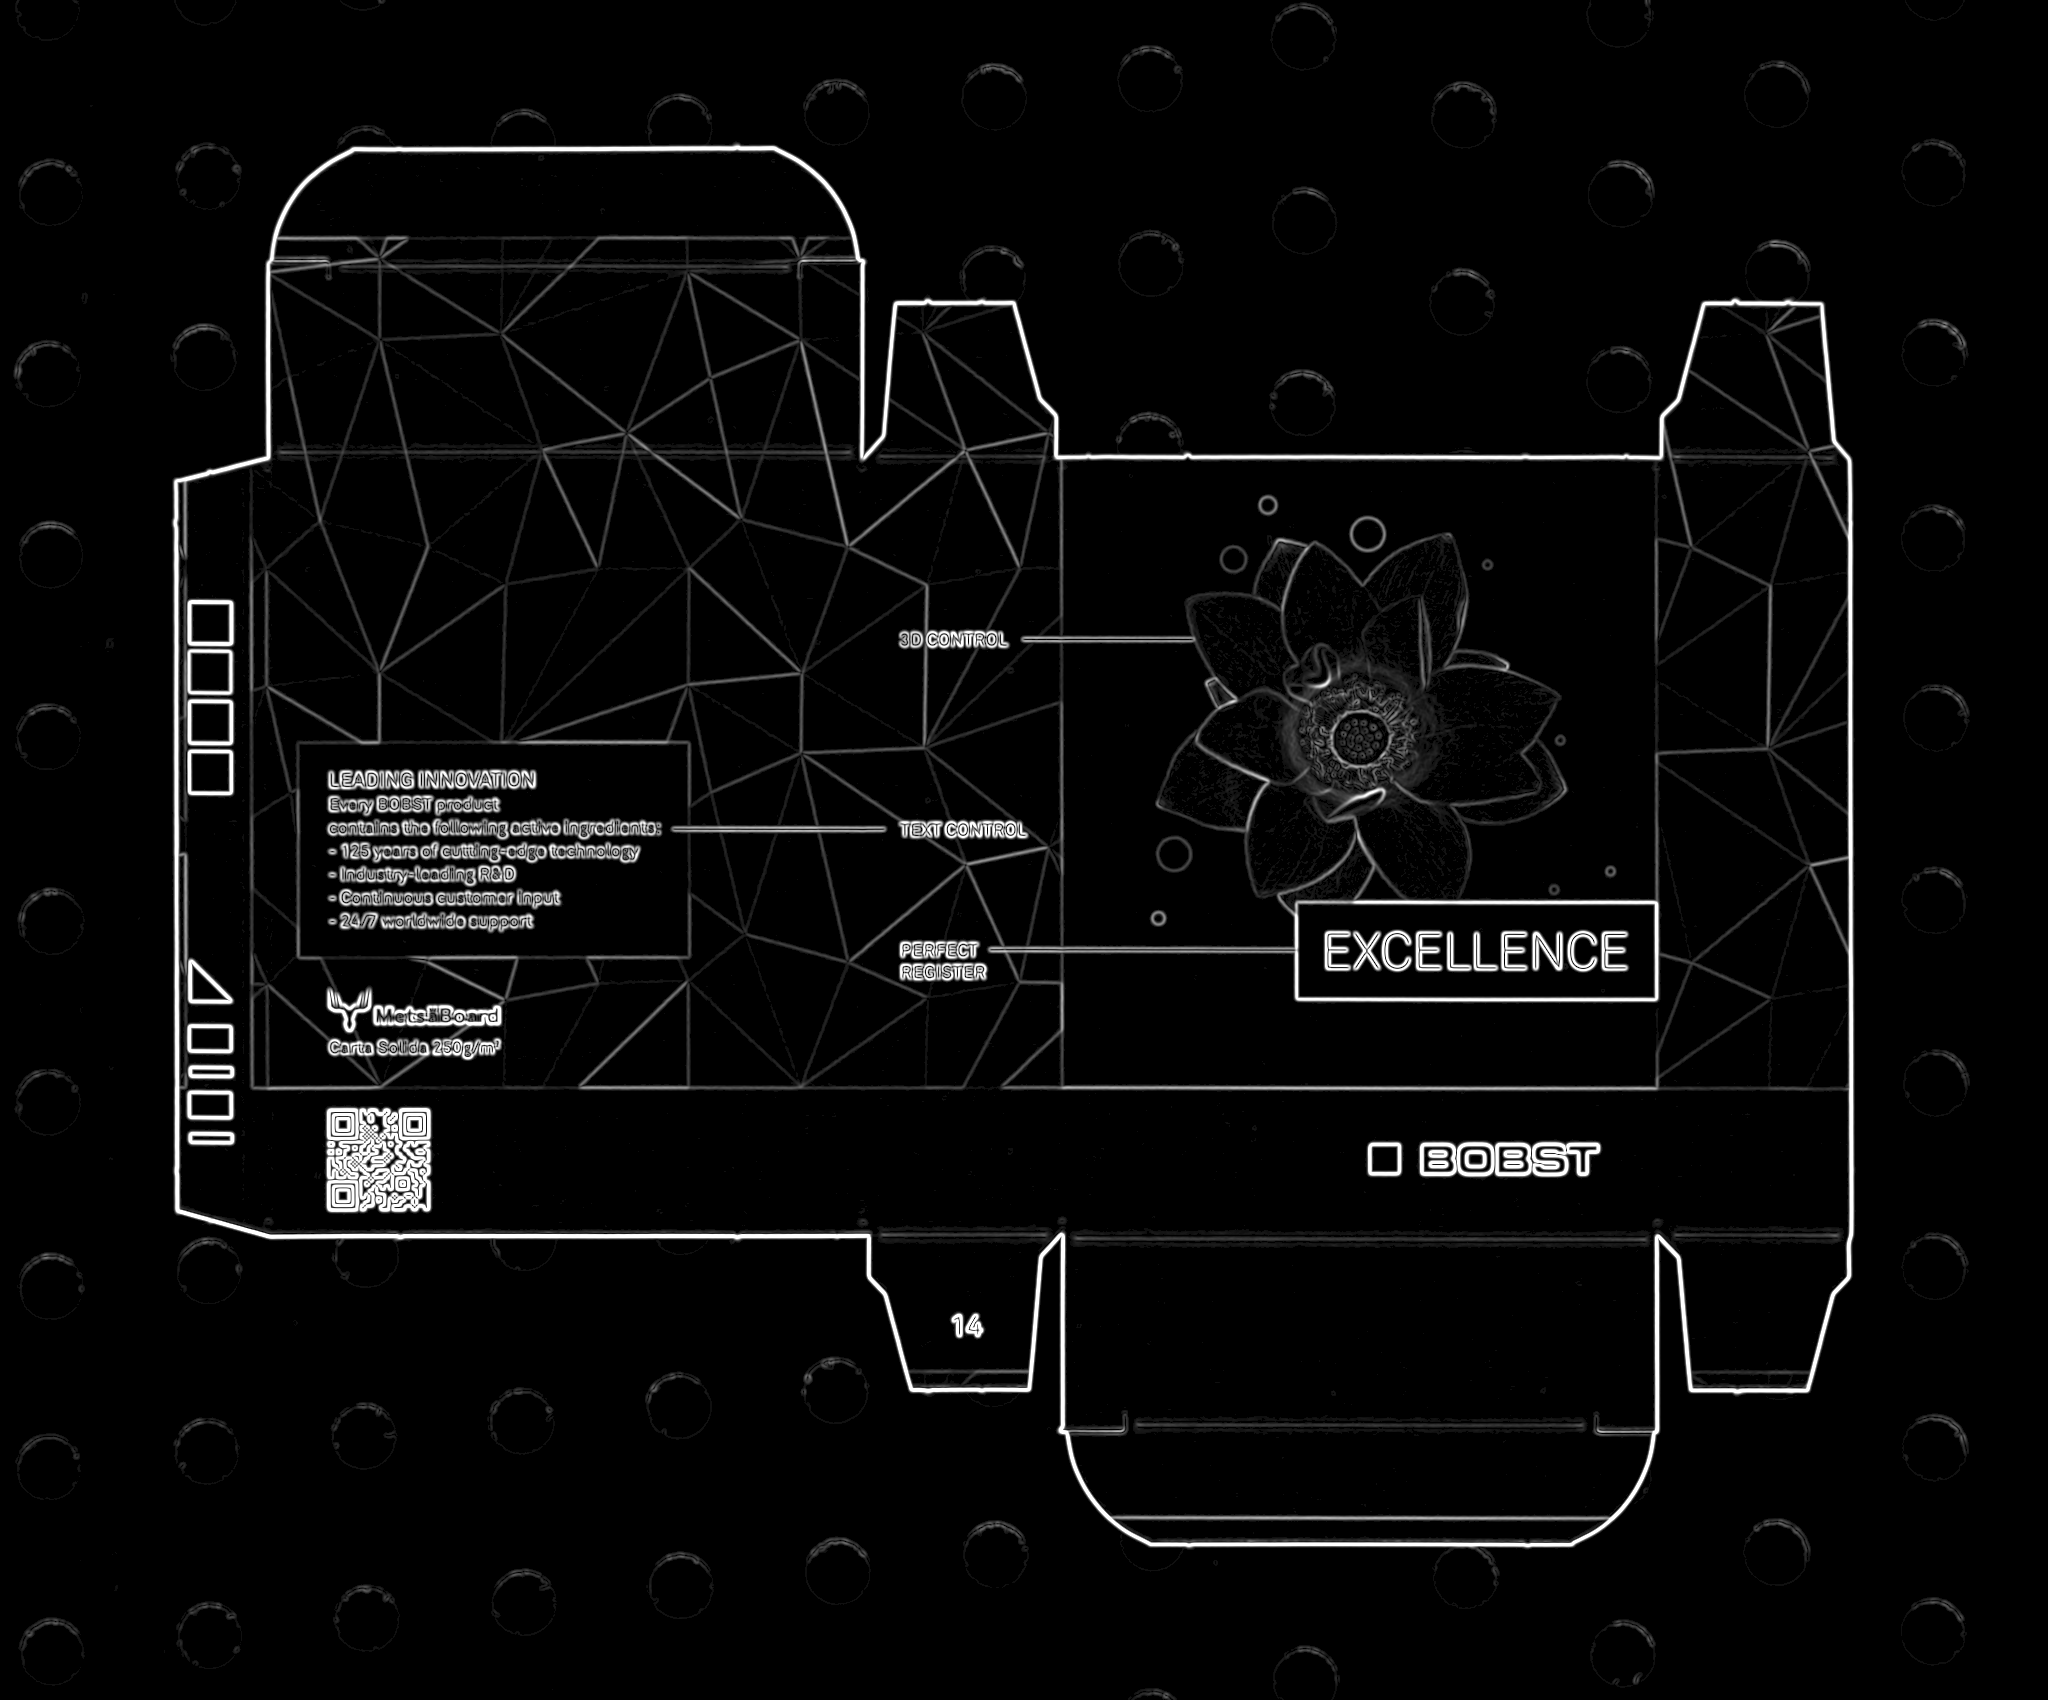 3D CONTROL
LEADING INNOVATION
Every BOBST product
contains the following active ingredients:
- 125 years of cutting-edge technology
- Industry-leading R&D
- Continuous customer input
- 24/7 worldwide support
TEXT CONTROL
PERFECT
REGISTER
EXCELLENCE
MetsäBoard
Carta Solida 250g/m²
BOBST
14